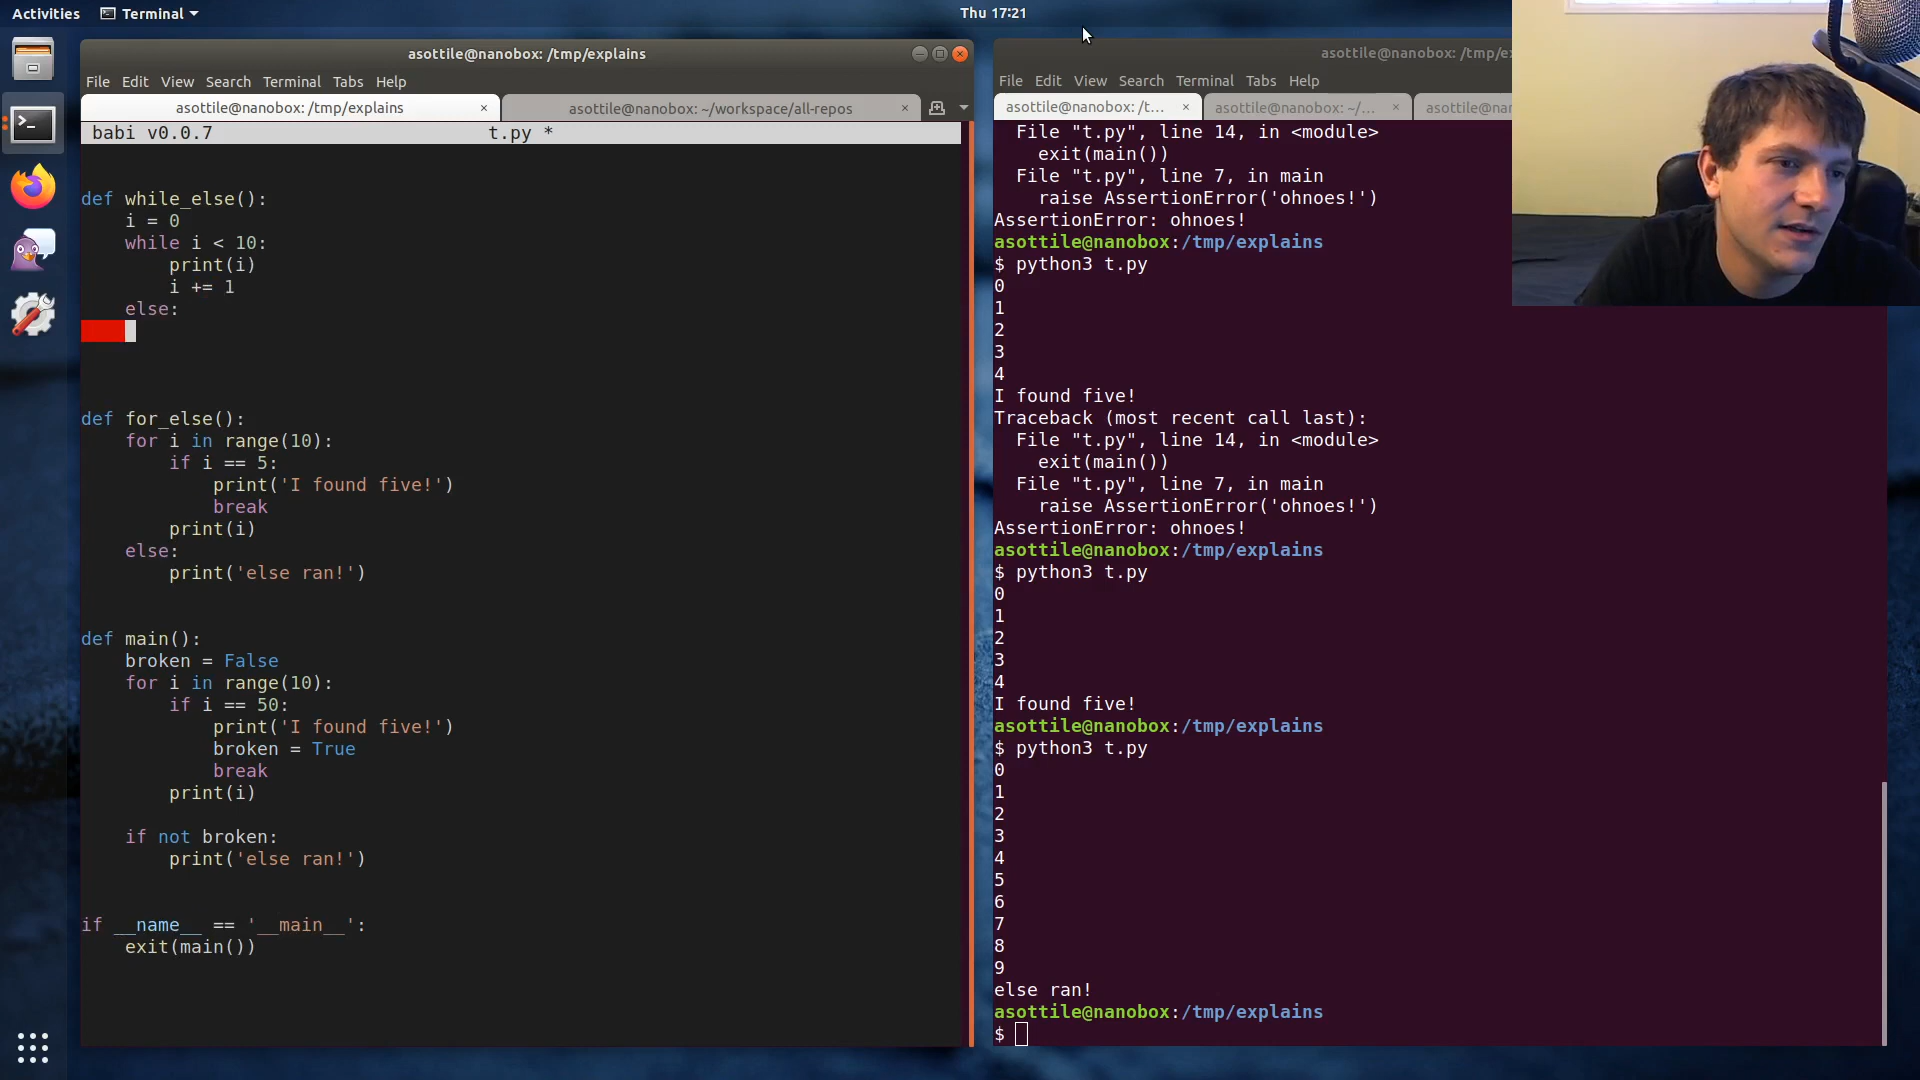 Activities
Terminal
Thu 17:21
asottile@nanobox: /tmp/explains
File Edit View Search Terminal Tabs Help
asottile@nanobox: /tmp/explains ×
asottile@nanobox: ~/workspace/all-repos ×
babi v0.0.7 t.py *
def while_else():
    i = 0
    while i < 10:
        print(i)
        i += 1
    else:
def for_else():
    for i in range(10):
        if i == 5:
            print('I found five!')
            break
        print(i)
    else:
        print('else ran!')
def main():
    broken = False
    for i in range(10):
        if i == 50:
            print('I found five!')
            broken = True
            break
        print(i)
    if not broken:
        print('else ran!')
if __name__ == '__main__':
    exit(main())
asottile@nanobox: /tmp/e
File Edit View Search Terminal Tabs Help
asottile@nanobox: /t... ×
asottile@nanobox: ~/... ×
asottile@nan
  File "t.py", line 14, in <module>
    exit(main())
  File "t.py", line 7, in main
    raise AssertionError('ohnoes!')
AssertionError: ohnoes!
asottile@nanobox:/tmp/explains
$ python3 t.py
0
1
2
3
4
I found five!
Traceback (most recent call last):
  File "t.py", line 14, in <module>
    exit(main())
  File "t.py", line 7, in main
    raise AssertionError('ohnoes!')
AssertionError: ohnoes!
asottile@nanobox:/tmp/explains
$ python3 t.py
0
1
2
3
4
I found five!
asottile@nanobox:/tmp/explains
$ python3 t.py
0
1
2
3
4
5
6
7
8
9
else ran!
asottile@nanobox:/tmp/explains
$